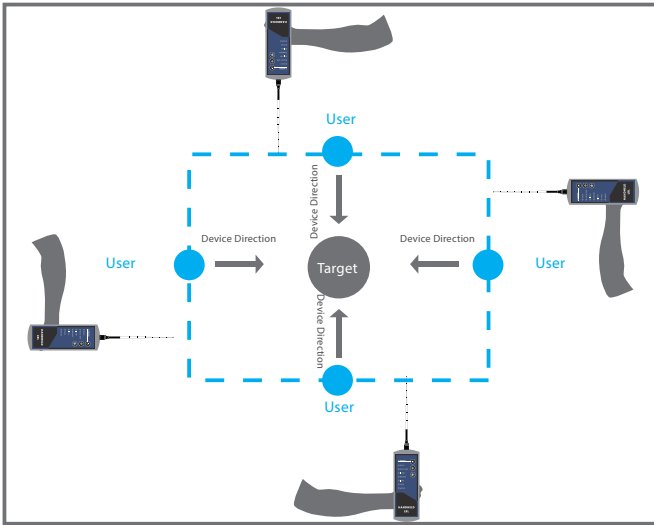 User
Device Direction
Device Direction
Device Direction
User
Target
User
Device Direction
User